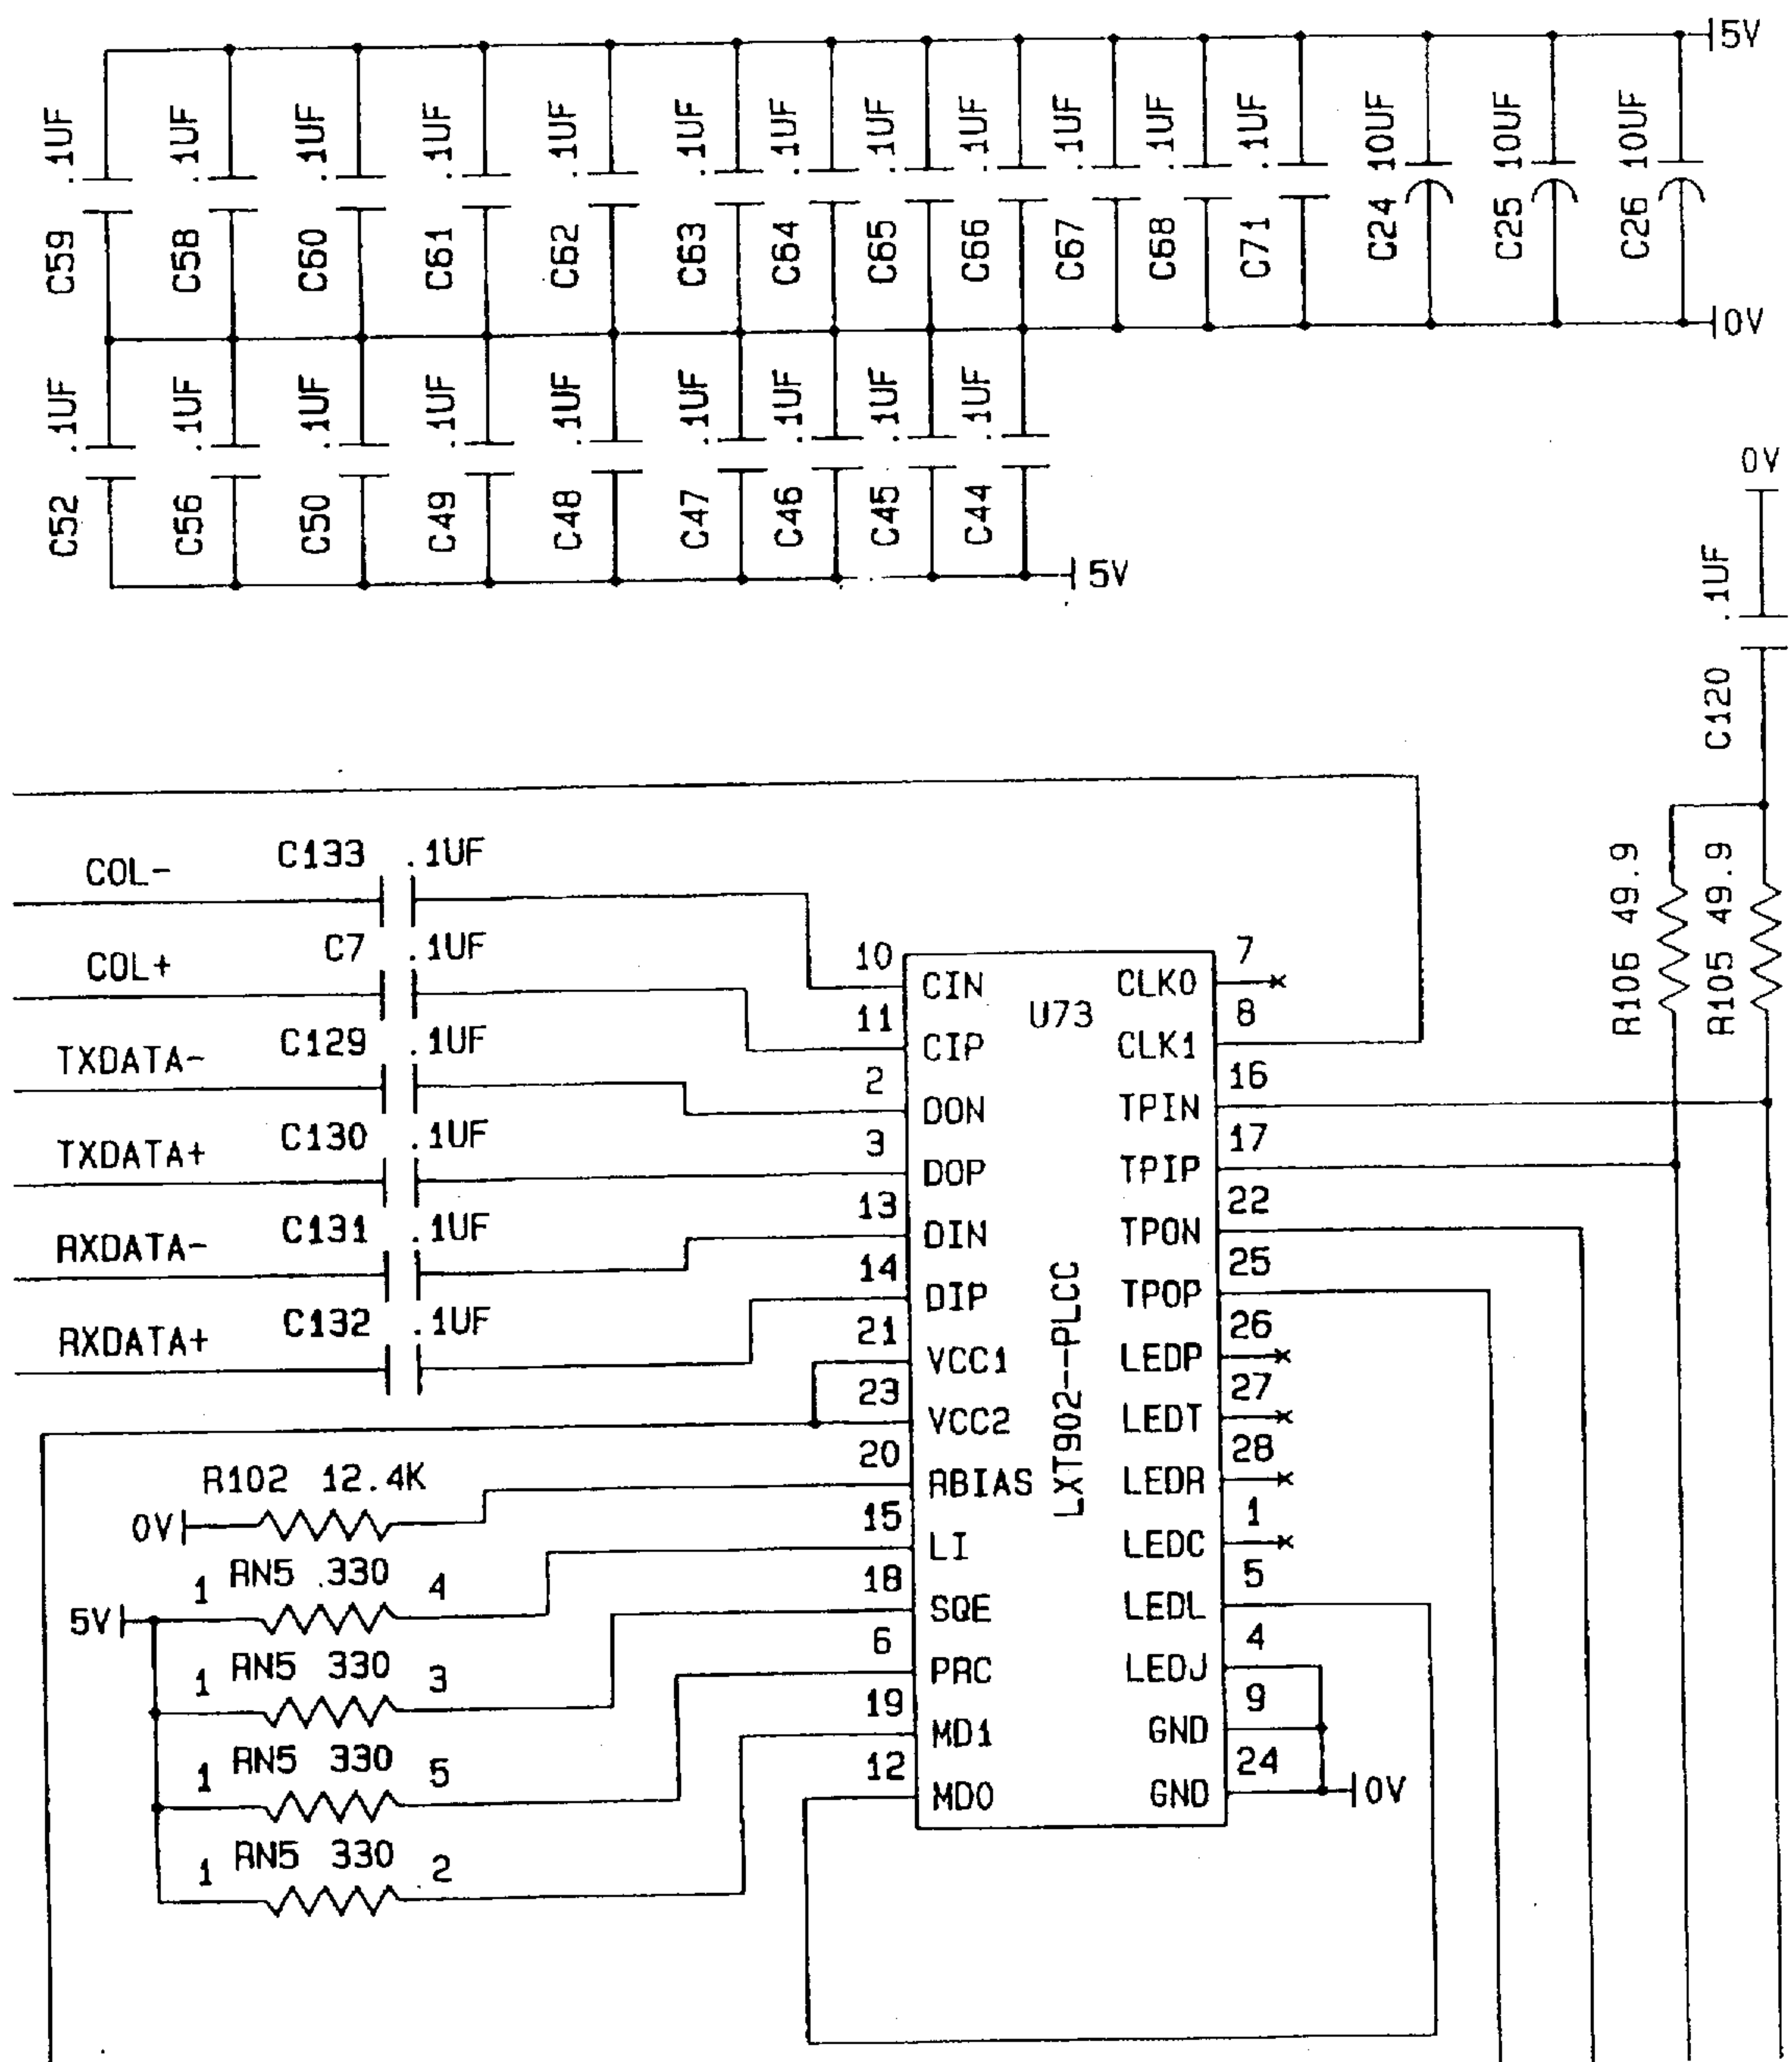 5V
.1UF .1UF .1UF .1UF .1UF .1UF .1UF .1UF .1UF .1UF .1UF .1UF 10UF 10UF 10UF
C59 C58 C60 C61 C62 C63 C64 C65 C66 C67 C68 C71 C24 C25 C26
0V
.1UF .1UF .1UF .1UF .1UF .1UF .1UF .1UF .1UF
C52 C56 C50 C49 C48 C47 C46 C45 C44
5V
0V
.1UF
C120
R106 49.9
R105 49.9
COL- C133 .1UF
COL+ C7 .1UF
TXDATA- C129 .1UF
TXDATA+ C130 .1UF
RXDATA- C131 .1UF
RXDATA+ C132 .1UF
U73
LXT902--PLCC
10 CIN
11 CIP
2 DON
3 DOP
13 DIN
14 DIP
21 VCC1
23 VCC2
20 RBIAS
15 LI
18 SQE
6 PRC
19 MD1
12 MD0
CLKO 7
CLK1 8
TPIN 16
TPIP 17
TPON 22
TPOP 25
LEDP 26
LEDT 27
LEDR 28
LEDC 1
LEDL 5
LEDJ 4
GND 9
GND 24
0V
R102 12.4K
0V
1 RN5 .330 4
5V
1 RN5 330 3
1 RN5 330 5
1 RN5 330 2